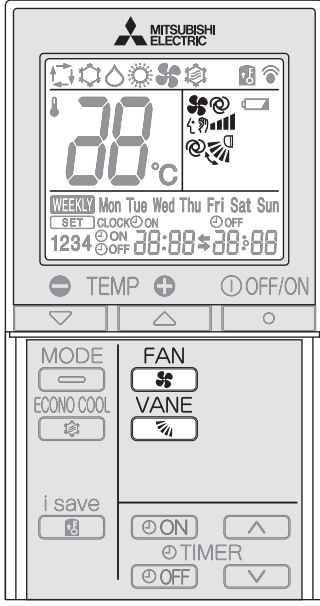 MITSUBISHI
ELECTRIC
88°C
WEEKLY Mon Tue Wed Thu Fri Sat Sun
SET CLOCK ON OFF
1234 ON 88:88 88:88
OFF
TEMP OFF/ON
MODE FAN
ECONO COOL VANE
i save
ON
TIMER
OFF